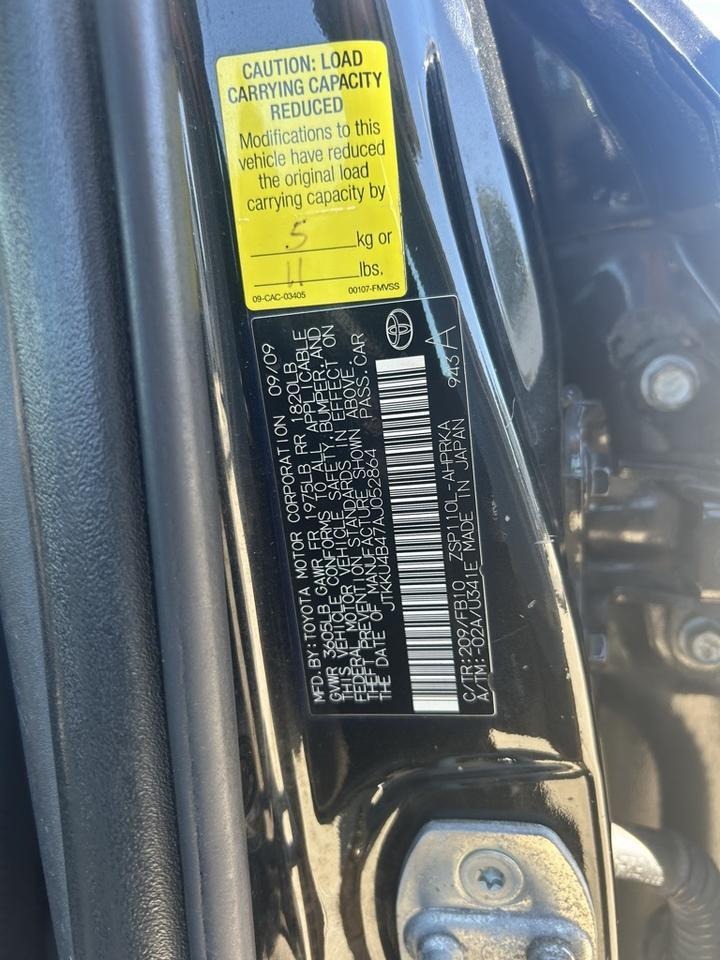 CAUTION: LOAD
CARRYING CAPACITY
REDUCED
Modifications to this
vehicle have reduced
the original load
carrying capacity by
5 kg or
11 lbs.
09-CAC-03405 00107-FMVSS
MFD. BY: TOYOTA MOTOR CORPORATION 09/09
GVWR 3605LB GAWR FR 1975LB RR 1820LB
THIS VEHICLE CONFORMS TO ALL APPLICABLE
FEDERAL MOTOR VEHICLE SAFETY, BUMPER, AND
THEFT PREVENTION STANDARDS IN EFFECT ON
THE DATE OF MANUFACTURE SHOWN ABOVE.
JTKKU4B47AJ052864 PASS. CAR
C/TR: 209/FB10 ZSP110L-AHPRKA
A/TM: -02A/U341E MADE IN JAPAN
943 A